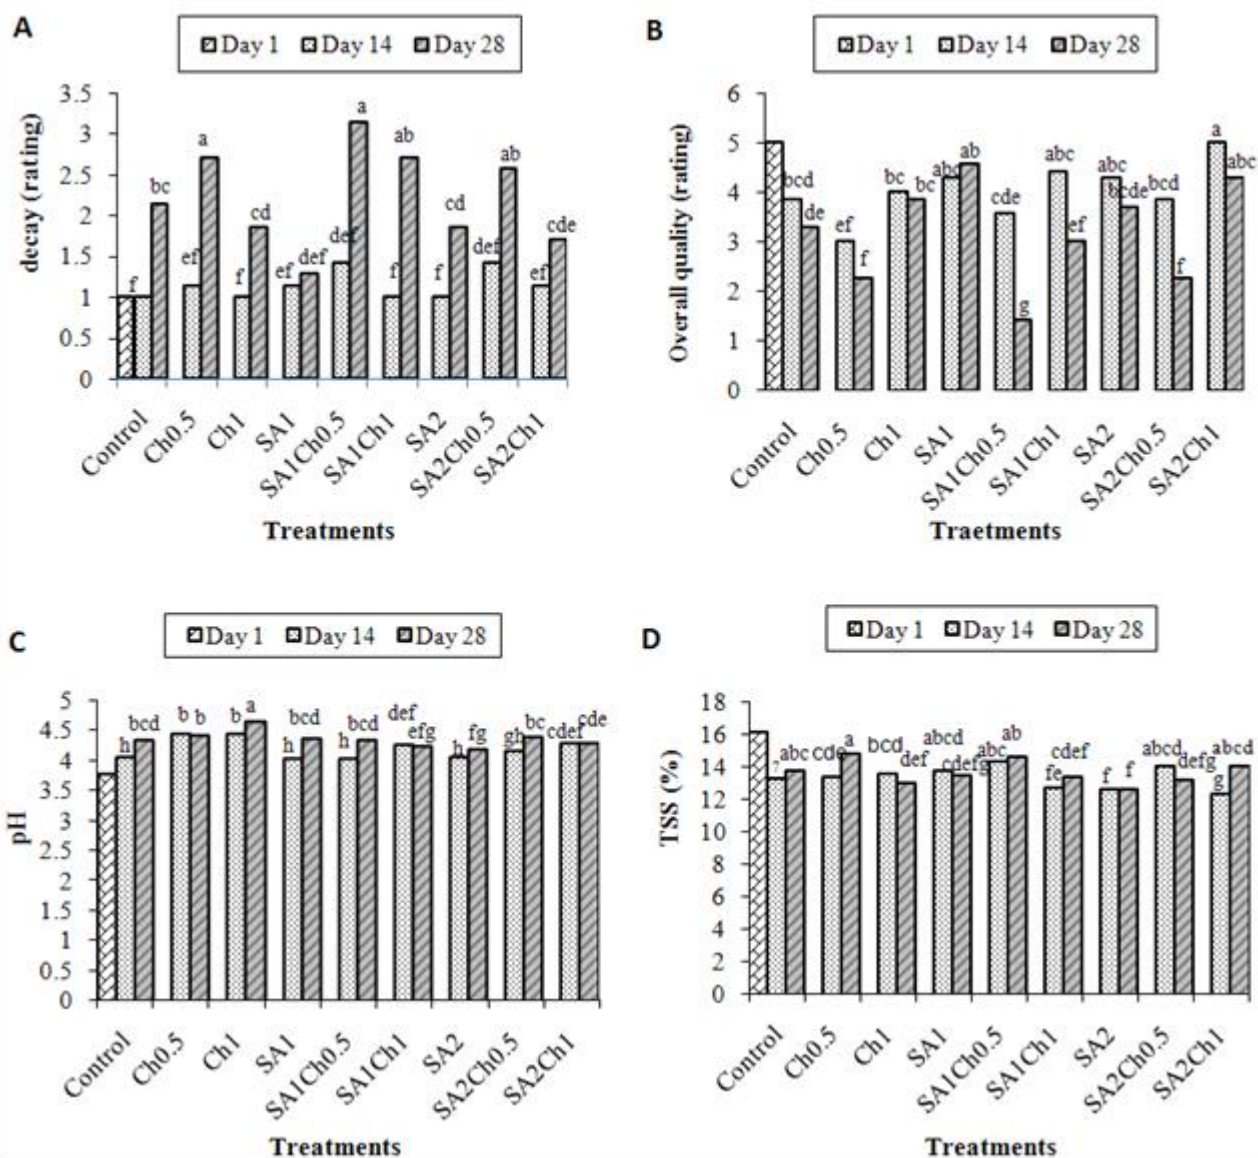 A
Day 1 Day 14 Day 28
decay (rating)
3.5
3
2.5
2
1.5
1
0.5
0
f bc ef a f cd ef def def a f ab f cd def ab ef cde
Control Ch0.5 Ch1 SA1 SA1Ch0.5 SA1Ch1 SA2 SA2Ch0.5 SA2Ch1
Treatments
B
Day 1 Day 14 Day 28
Overall quality (rating)
6
5
4
3
2
1
0
bcd de ef f bc bc abc ab cde g abc ef abc bcde bcd f a abc
Control Ch0.5 Ch1 SA1 SA1Ch0.5 SA1Ch1 SA2 SA2Ch0.5 SA2Ch1
Traetments
C
Day 1 Day 14 Day 28
pH
5
4.5
4
3.5
3
2.5
2
1.5
1
0.5
0
h bcd b b b a h bcd h bcd def efg h fg gh bc cdef cde
Control Ch0.5 Ch1 SA1 SA1Ch0.5 SA1Ch1 SA2 SA2Ch0.5 SA2Ch1
Treatments
D
Day 1 Day 14 Day 28
TSS (%)
18
16
14
12
10
8
6
4
2
0
? abc cde a bcd def abcd cdefg abc ab fe cdef f f abcd defg g abcd
Control Ch0.5 Ch1 SA1 SA1Ch0.5 SA1Ch1 SA2 SA2Ch0.5 SA2Ch1
Treatments